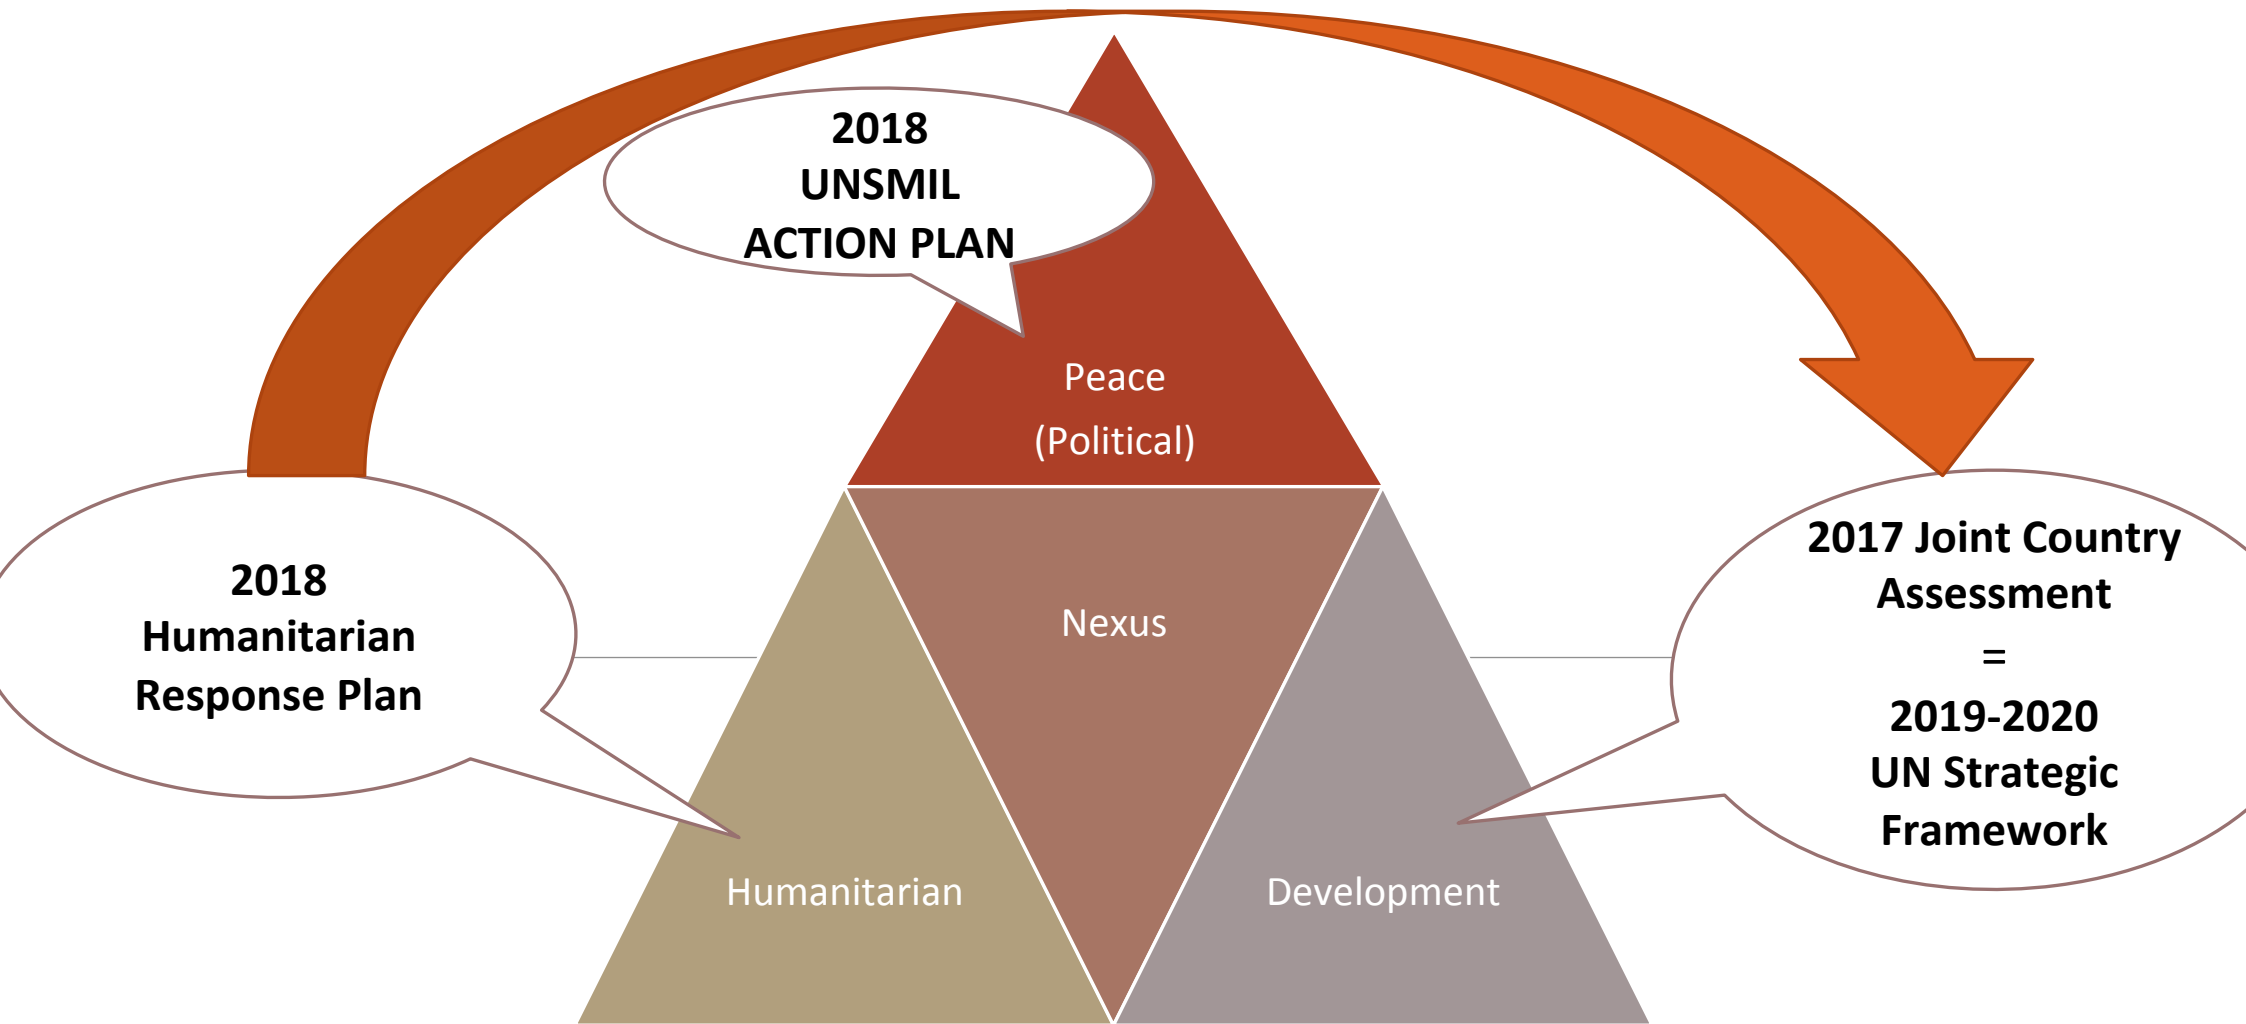 2018
UNSMIL
ACTION PLAN
Peace
(Political)
2018
Humanitarian
Response Plan
Nexus
2017 Joint Country
Assessment
=
2019-2020
UN Strategic
Framework
Humanitarian
Development